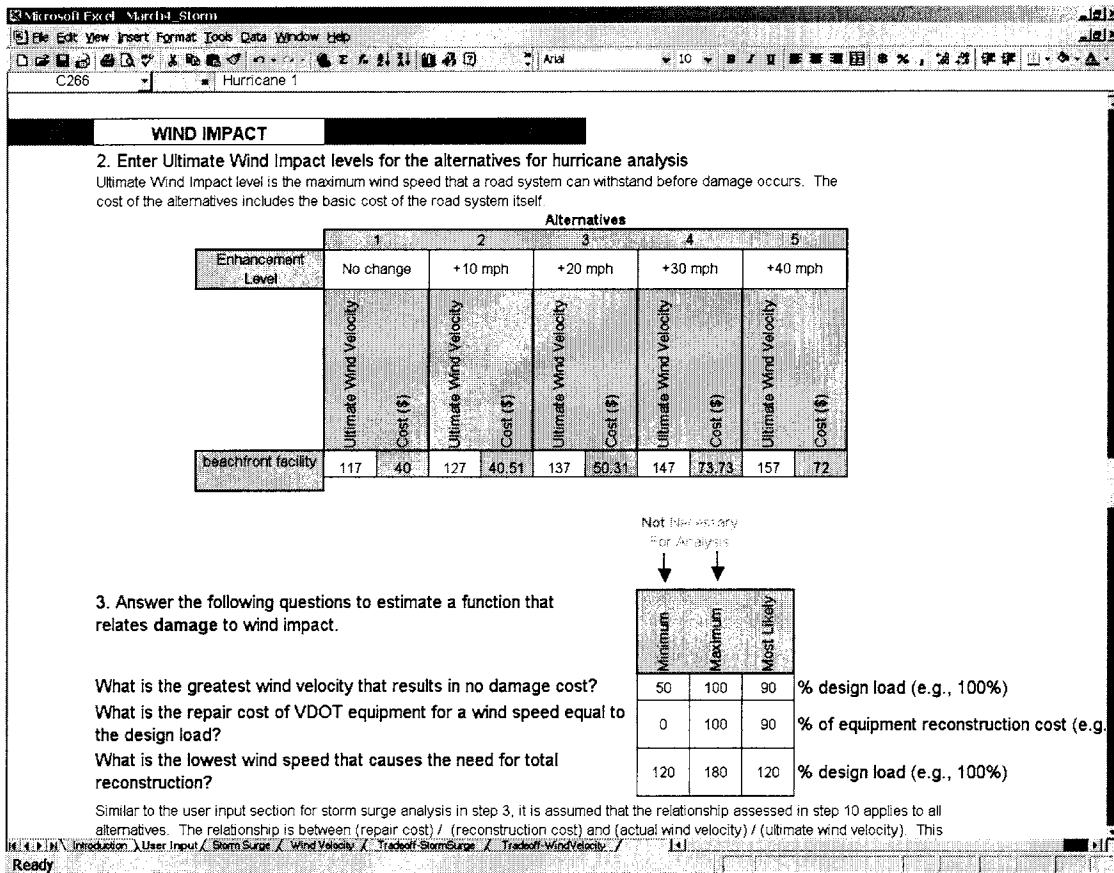 Microsoft Excel - March4_Storm
File Edit View Insert Format Tools Data Window Help
Arial 10 B I U
C266 = Hurricane 1
WIND IMPACT
2. Enter Ultimate Wind Impact levels for the alternatives for hurricane analysis
Ultimate Wind Impact level is the maximum wind speed that a road system can withstand before damage occurs. The
cost of the alternatives includes the basic cost of the road system itself.
Alternatives
1 2 3 4 5
Enhancement Level No change +10 mph +20 mph +30 mph +40 mph
Ultimate Wind Velocity Cost ($) Ultimate Wind Velocity Cost ($) Ultimate Wind Velocity Cost ($) Ultimate Wind Velocity Cost ($) Ultimate Wind Velocity Cost ($)
beachfront facility 117 40 127 40.51 137 50.31 147 73.73 157 72
Not Necessary
For Analysis
3. Answer the following questions to estimate a function that
relates damage to wind impact.
Minimum Maximum Most Likely
What is the greatest wind velocity that results in no damage cost? 50 100 90 % design load (e.g., 100%)
What is the repair cost of VDOT equipment for a wind speed equal to
the design load? 0 100 90 % of equipment reconstruction cost (e.g.
What is the lowest wind speed that causes the need for total
reconstruction? 120 180 120 % design load (e.g., 100%)
Similar to the user input section for storm surge analysis in step 3, it is assumed that the relationship assessed in step 10 applies to all
alternatives. The relationship is between (repair cost) / (reconstruction cost) and (actual wind velocity) / (ultimate wind velocity). This
Introduction User Input Storm Surge Wind Velocity Tradeoff-StormSurge Tradeoff-WindVelocity
Ready